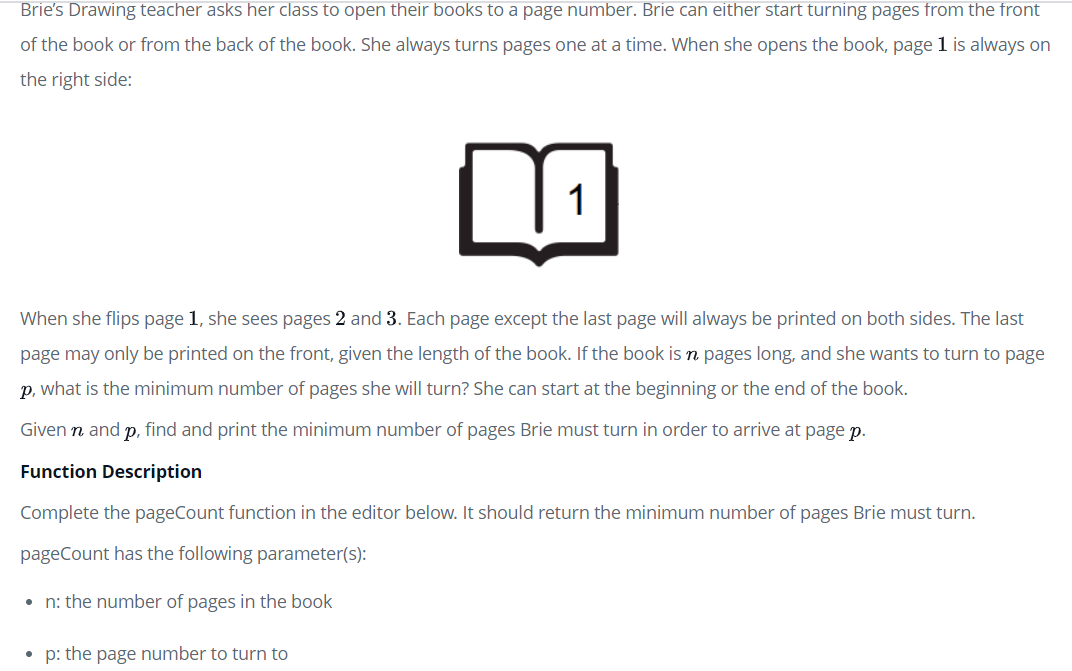 Brie’s Drawing teacher asks her class to open their books to a page number. Brie can either start turning pages from the front
of the book or from the back of the book. She always turns pages one at a time. When she opens the book, page 1 is always on
the right side:
1
When she flips page 1, she sees pages 2 and 3. Each page except the last page will always be printed on both sides. The last
page may only be printed on the front, given the length of the book. If the book is n pages long, and she wants to turn to page
p, what is the minimum number of pages she will turn? She can start at the beginning or the end of the book.
Given n and p, find and print the minimum number of pages Brie must turn in order to arrive at page p.
Function Description
Complete the pageCount function in the editor below. It should return the minimum number of pages Brie must turn.
pageCount has the following parameter(s):
• n: the number of pages in the book
• p: the page number to turn to